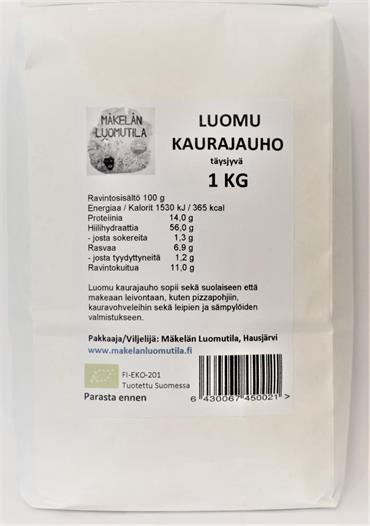 MÄKELÄN
LUOMUTILA
LUOMU
KAURAJAUHO
täysjyvä
1 KG
Ravintosisältö 100 g
Energiaa / Kalorit 1530 kJ / 365 kcal
Proteiinia 14,0 g
Hiilihydraattia 56,0 g
- josta sokereita 1,3 g
Rasvaa 6,9 g
- josta tyydyttyneitä 1,2 g
Ravintokuitua 11,0 g
Luomu kaurajauho sopii sekä suolaiseen että
makeaan leivontaan, kuten pizzapohjiin,
kauravohveleihin sekä leipien ja sämpylöiden
valmistukseen.
Pakkaaja/Viljelijä: Mäkelän Luomutila, Hausjärvi
www.makelanluomutila.fi
FI-EKO-201
Tuotettu Suomessa
Parasta ennen
6 430067 450021 >